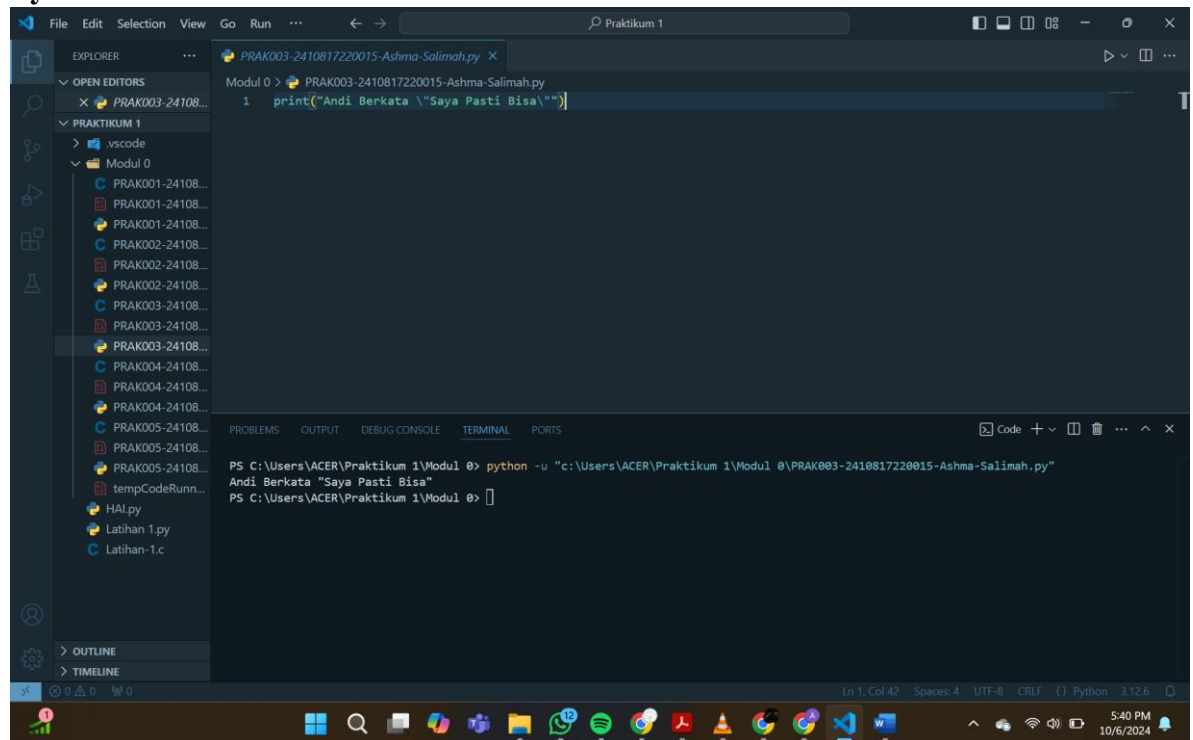 File Edit Selection View Go Run ··· Praktikum 1
EXPLORER ···
OPEN EDITORS
PRAK003-24108...
PRAKTIKUM 1
.vscode
Modul 0
PRAK001-24108...
PRAK001-24108...
PRAK001-24108...
PRAK002-24108...
PRAK002-24108...
PRAK002-24108...
PRAK003-24108...
PRAK003-24108...
PRAK003-24108...
PRAK004-24108...
PRAK004-24108...
PRAK004-24108...
PRAK005-24108...
PRAK005-24108...
PRAK005-24108...
tempCodeRunn...
HAI.py
Latihan 1.py
Latihan-1.c
OUTLINE
TIMELINE
PRAK003-2410817220015-Ashma-Salimah.py
Modul 0 > PRAK003-2410817220015-Ashma-Salimah.py
1 print("Andi Berkata \"Saya Pasti Bisa\"")
PROBLEMS OUTPUT DEBUG CONSOLE TERMINAL PORTS Code
PS C:\Users\ACER\Praktikum 1\Modul 0> python -u "c:\Users\ACER\Praktikum 1\Modul 0\PRAK003-2410817220015-Ashma-Salimah.py"
Andi Berkata "Saya Pasti Bisa"
PS C:\Users\ACER\Praktikum 1\Modul 0>
0 0 0 Ln 1, Col 42 Spaces: 4 UTF-8 CRLF {} Python 3.12.6
1 12 5:40 PM
10/6/2024